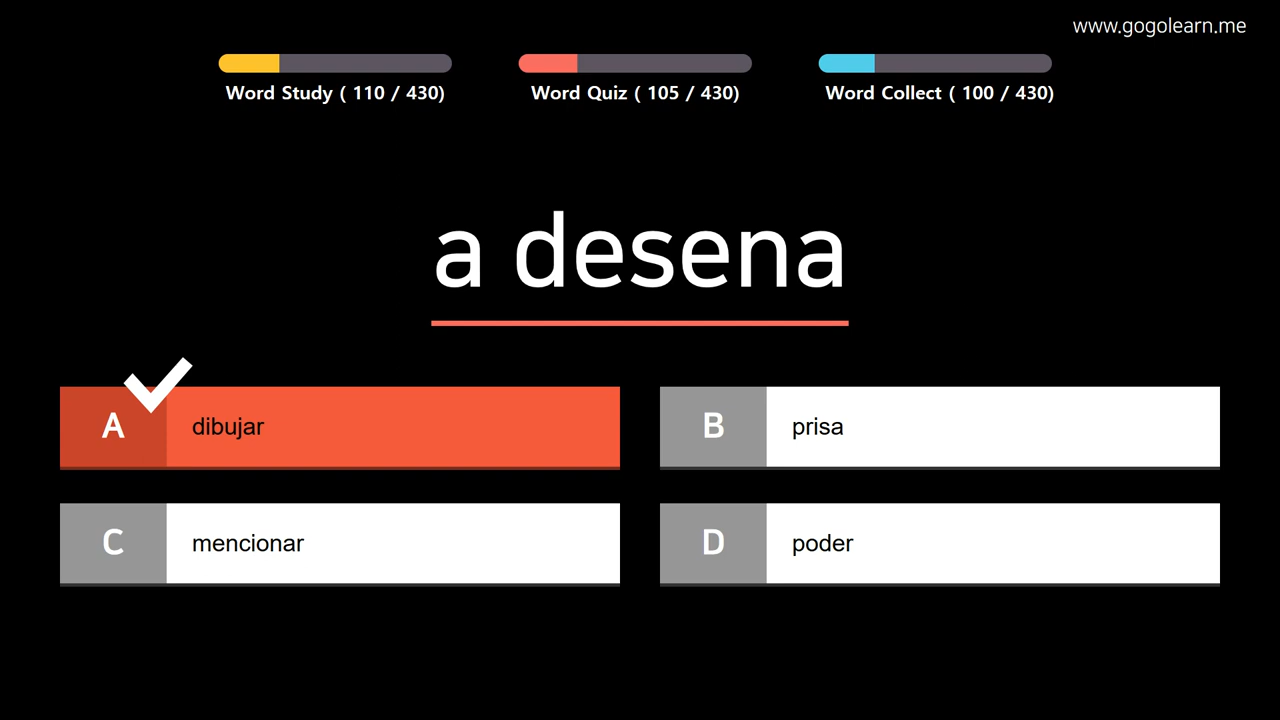 www.gogolearn.me
Word Study ( 110 / 430)
Word Quiz ( 105 / 430)
Word Collect ( 100 / 430)
a desena
A dibujar
B prisa
C mencionar
D poder